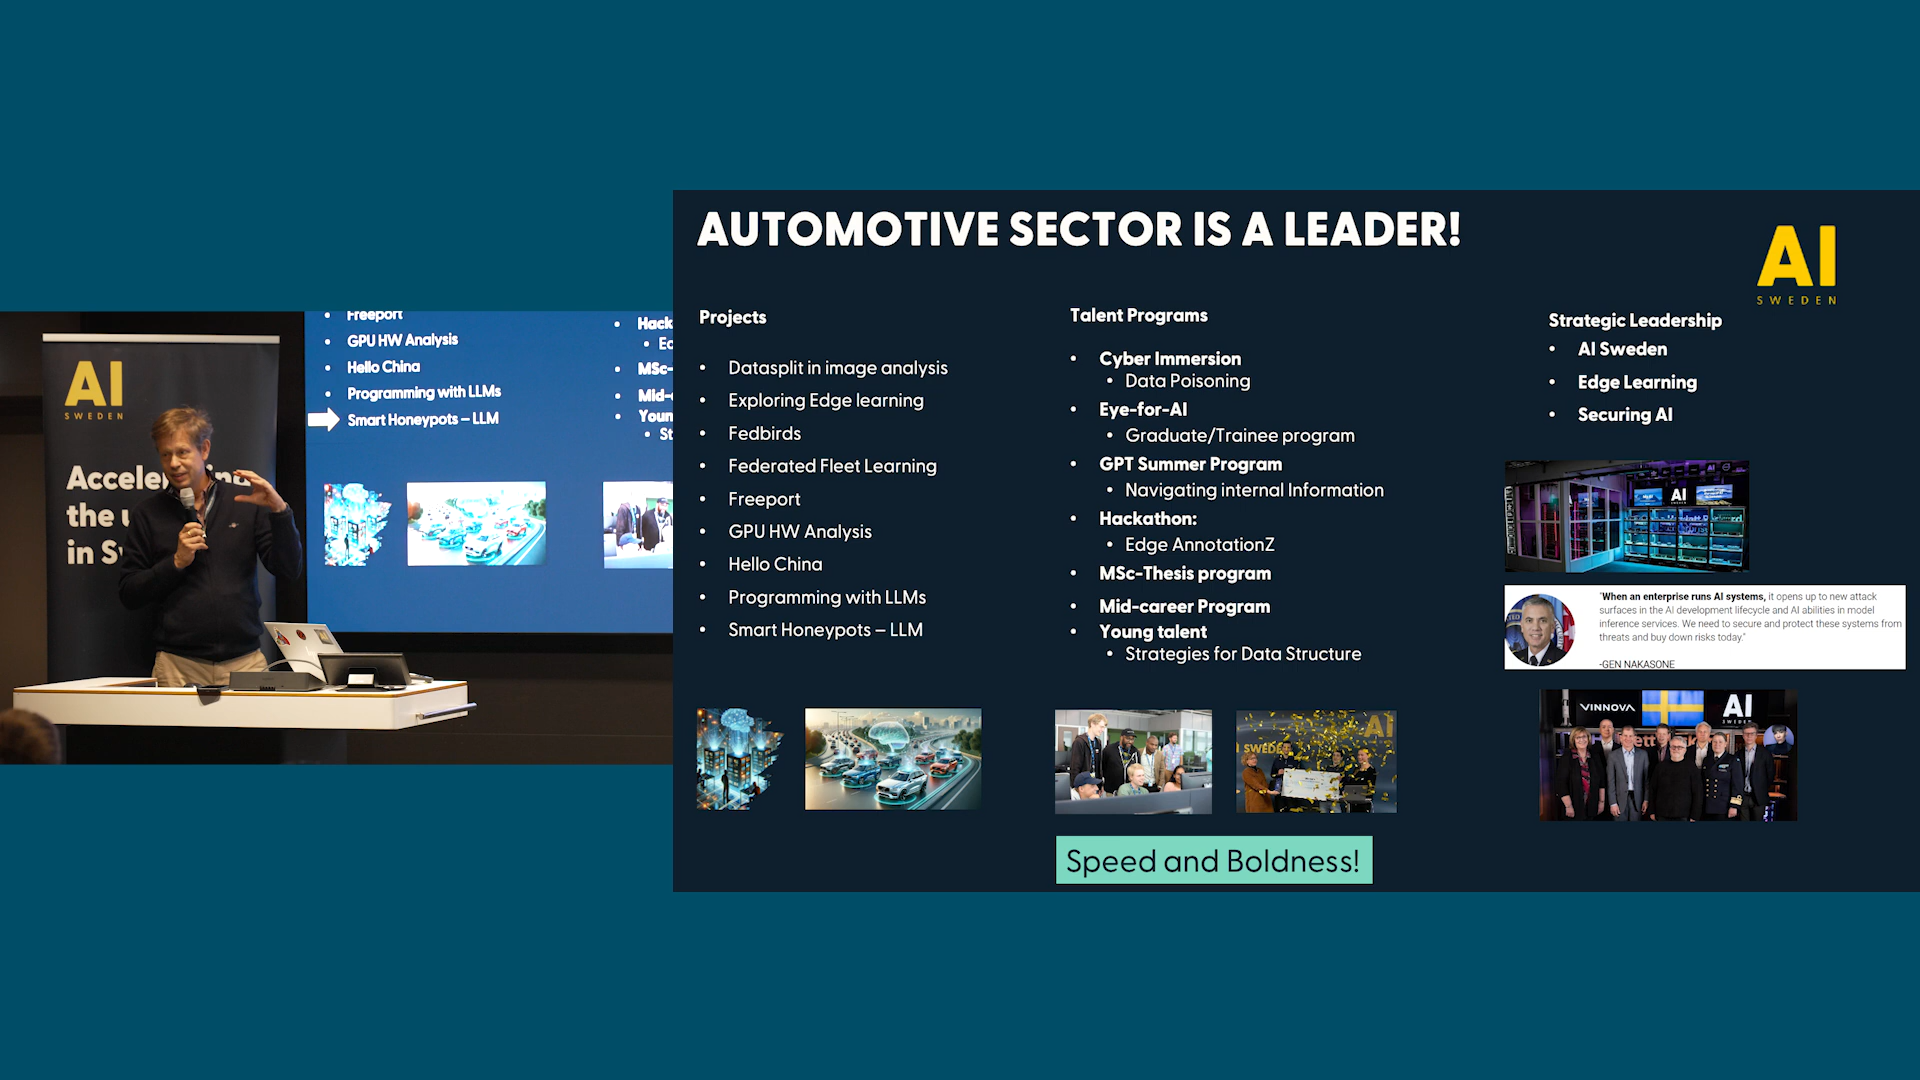 AUTOMOTIVE SECTOR IS A LEADER!
AI
SWEDEN
Projects
• Datasplit in image analysis
• Exploring Edge learning
• Fedbirds
• Federated Fleet Learning
• Freeport
• GPU HW Analysis
• Hello China
• Programming with LLMs
• Smart Honeypots – LLM
Talent Programs
• Cyber Immersion
• Data Poisoning
• Eye-for-AI
• Graduate/Trainee program
• GPT Summer Program
• Navigating internal Information
• Hackathon:
• Edge AnnotationZ
• MSc-Thesis program
• Mid-career Program
• Young talent
• Strategies for Data Structure
Strategic Leadership
• AI Sweden
• Edge Learning
• Securing AI
AI
"When an enterprise runs AI systems, it opens up to new attack
surfaces in the AI development lifecycle and AI abilities in model
inference services. We need to secure and protect these systems from
threats and buy down risks today."
-GEN NAKASONE
VINNOVA
AI
SWEDEN
AI
Speed and Boldness!
AI
SWEDEN
the
in
• Freeport
• GPU HW Analysis
• Hello China
• Programming with LLMs
• Smart Honeypots – LLM
• Hack
• MSc-
• Mid-
• Youn
• St